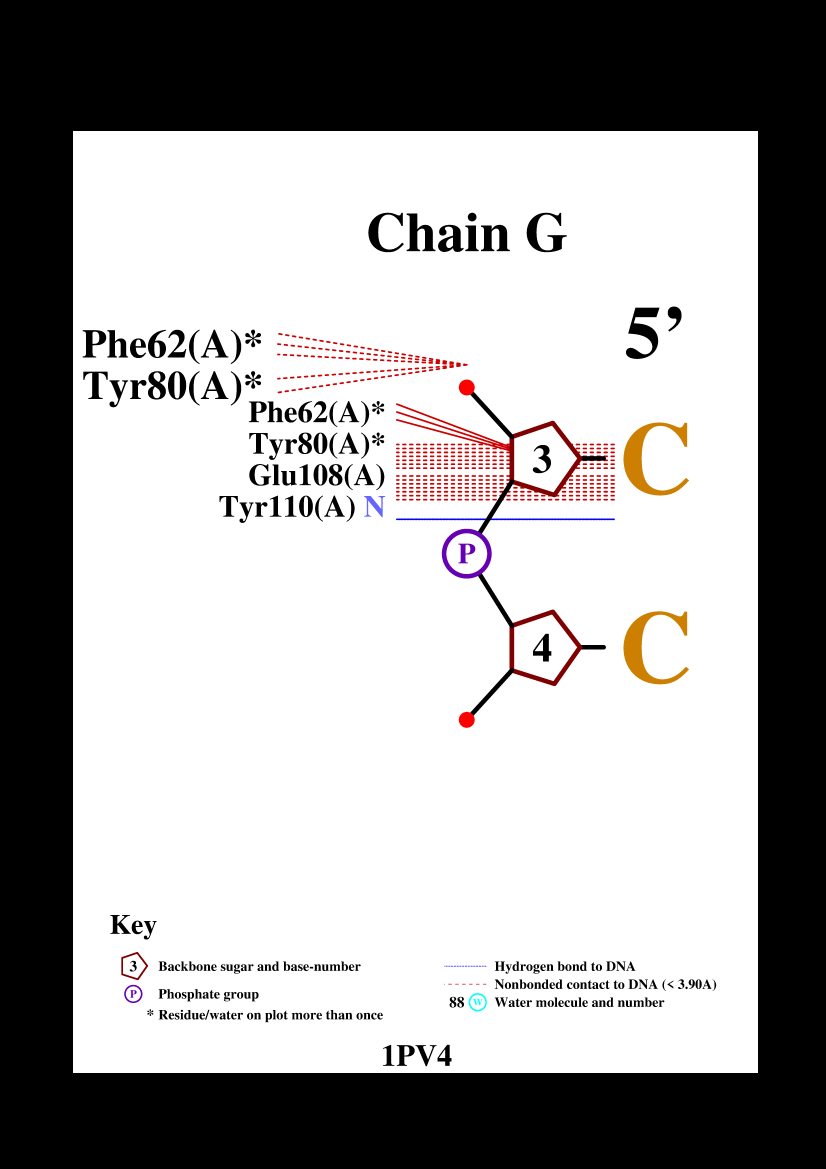 Chain G
5’
Phe62(A)*
Tyr80(A)*
Phe62(A)*
Tyr80(A)*
3
C
Glu108(A)
Tyr110(A) N
P
4
C
Key
3 Backbone sugar and base-number
P Phosphate group
* Residue/water on plot more than once
Hydrogen bond to DNA
Nonbonded contact to DNA (< 3.90A)
88 W Water molecule and number
1PV4